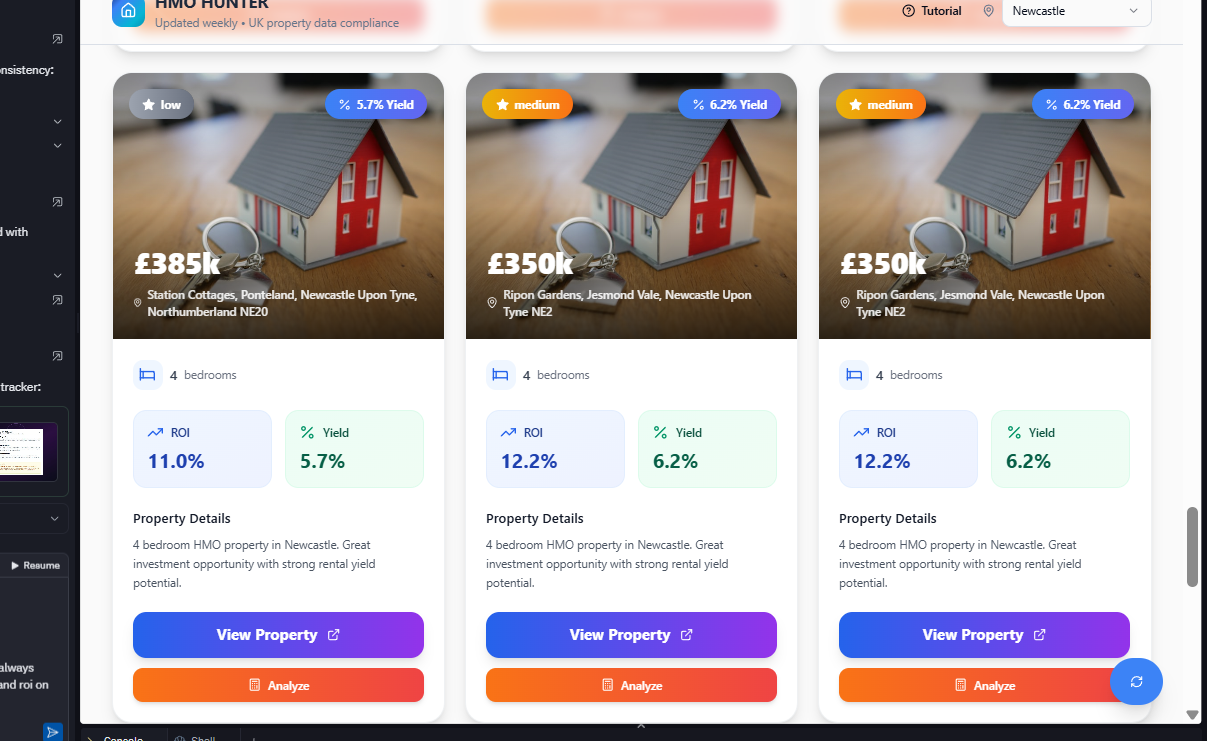 HMO HUNTER
Updated weekly • UK property data compliance
Tutorial
Newcastle
nsistency:
d with
tracker:
Resume
always
and roi on
low
5.7% Yield
£385k
Station Cottages, Ponteland, Newcastle Upon Tyne,
Northumberland NE20
4 bedrooms
ROI
11.0%
Yield
5.7%
Property Details
4 bedroom HMO property in Newcastle. Great
investment opportunity with strong rental yield
potential.
View Property
Analyze
medium
6.2% Yield
£350k
Ripon Gardens, Jesmond Vale, Newcastle Upon
Tyne NE2
4 bedrooms
ROI
12.2%
Yield
6.2%
Property Details
4 bedroom HMO property in Newcastle. Great
investment opportunity with strong rental yield
potential.
View Property
Analyze
medium
6.2% Yield
£350k
Ripon Gardens, Jesmond Vale, Newcastle Upon
Tyne NE2
4 bedrooms
ROI
12.2%
Yield
6.2%
Property Details
4 bedroom HMO property in Newcastle. Great
investment opportunity with strong rental yield
potential.
View Property
Analyze
Console
Shell